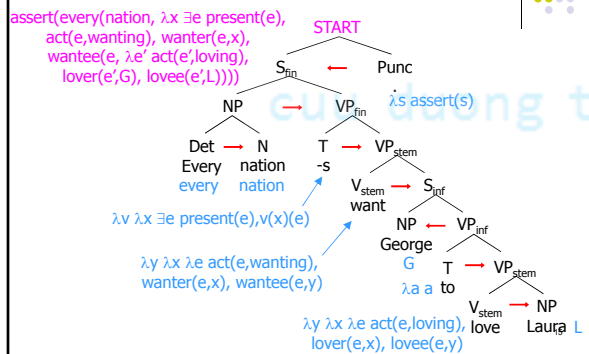 assert(every(nation, λx ∃e present(e),
act(e,wanting), wanter(e,x),
wantee(e, λe' act(e',loving),
lover(e',G), lovee(e',L))))
START
S_fin
Punc
.
λs assert(s)
cuu duong t
NP
VP_fin
Det
N
T
VP_stem
Every
nation
-s
every
nation
V_stem
S_inf
want
λv λx ∃e present(e),v(x)(e)
NP
VP_inf
George
G
T
VP_stem
λa a
to
λy λx λe act(e,wanting),
wanter(e,x), wantee(e,y)
V_stem
NP
love
Laura
L
λy λx λe act(e,loving),
lover(e,x), lovee(e,y)